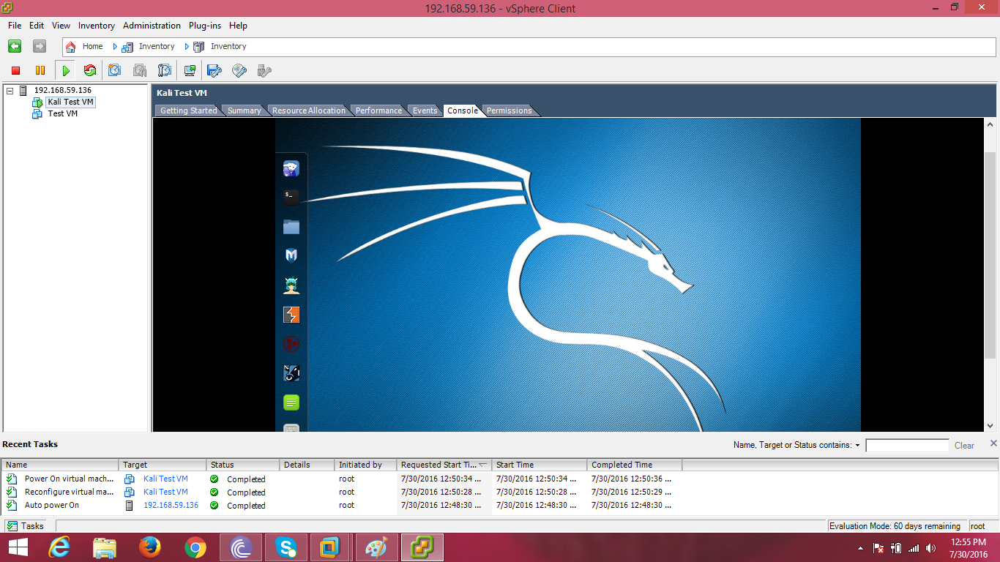 192.168.59.136 - vSphere Client
File Edit View Inventory Administration Plug-ins Help
Home Inventory Inventory
192.168.59.136
Kali Test VM
Test VM
Kali Test VM
Getting Started Summary Resource Allocation Performance Events Console Permissions
$_
Recent Tasks
Name, Target or Status contains: Clear
Name Target Status Details Initiated by Requested Start Ti... Start Time Completed Time
Power On virtual mach... Kali Test VM Completed root 7/30/2016 12:50:34 ... 7/30/2016 12:50:34 ... 7/30/2016 12:50:36 ...
Reconfigure virtual ma... Kali Test VM Completed root 7/30/2016 12:50:28 ... 7/30/2016 12:50:28 ... 7/30/2016 12:50:29 ...
Auto power On 192.168.59.136 Completed root 7/30/2016 12:48:30 ... 7/30/2016 12:48:30 ... 7/30/2016 12:48:30 ...
Tasks Evaluation Mode: 60 days remaining root
12:55 PM
7/30/2016